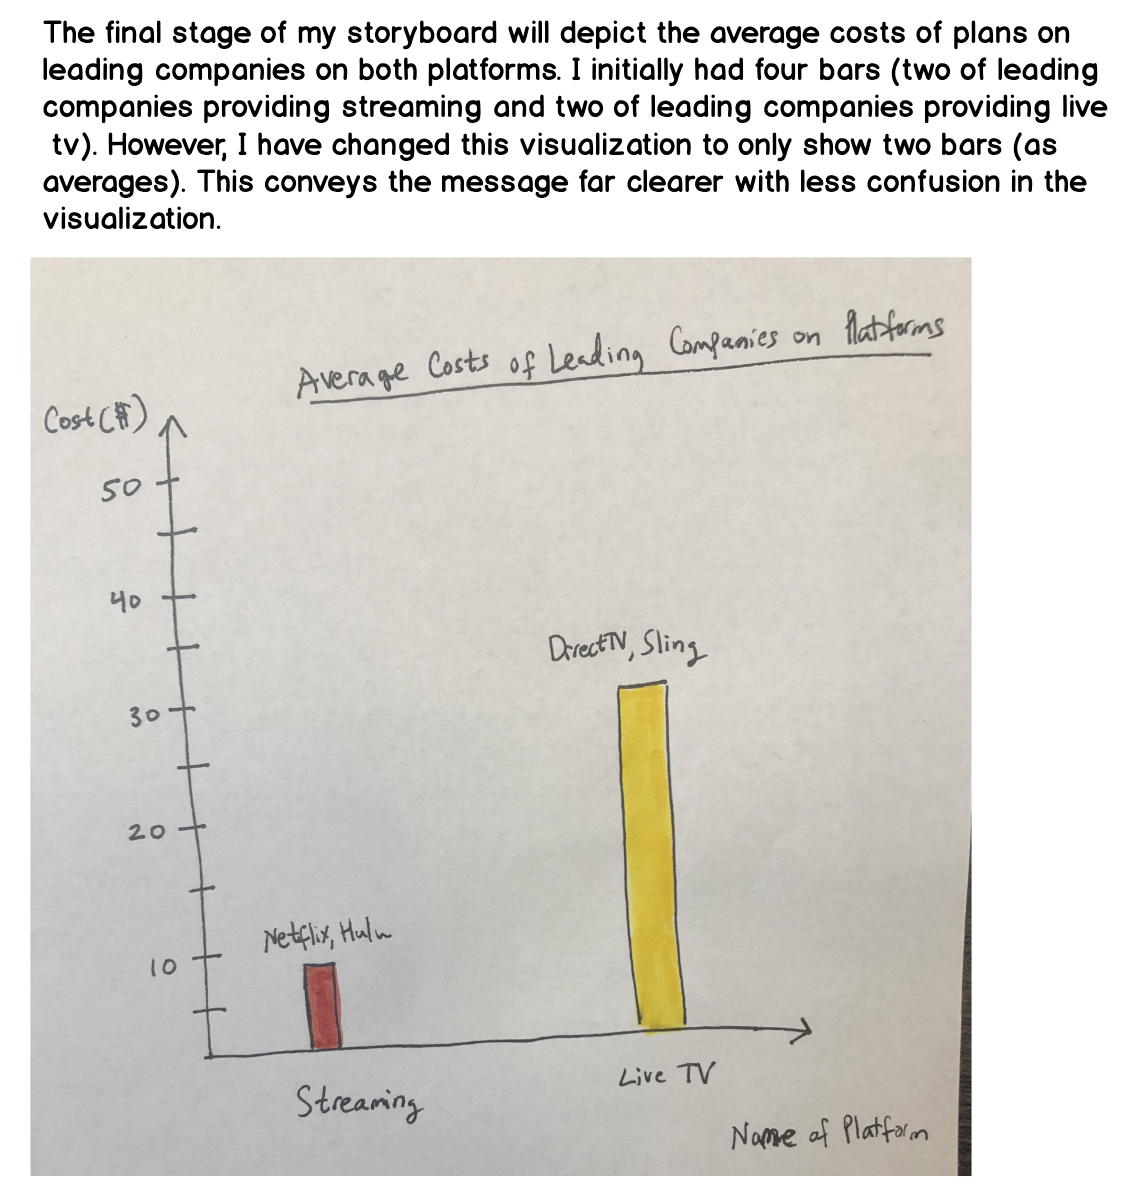 The final stage of my storyboard will depict the average costs of plans on
leading companies on both platforms. I initially had four bars (two of leading
companies providing streaming and two of leading companies providing live
tv). However, I have changed this visualization to only show two bars (as
averages). This conveys the message far clearer with less confusion in the
visualization.
Average Costs of Leading Companies on Platforms
Cost ($)
50
40
DirectTV, Sling
30
20
Netflix, Hulu
10
Live TV
Streaming
Name of Platform